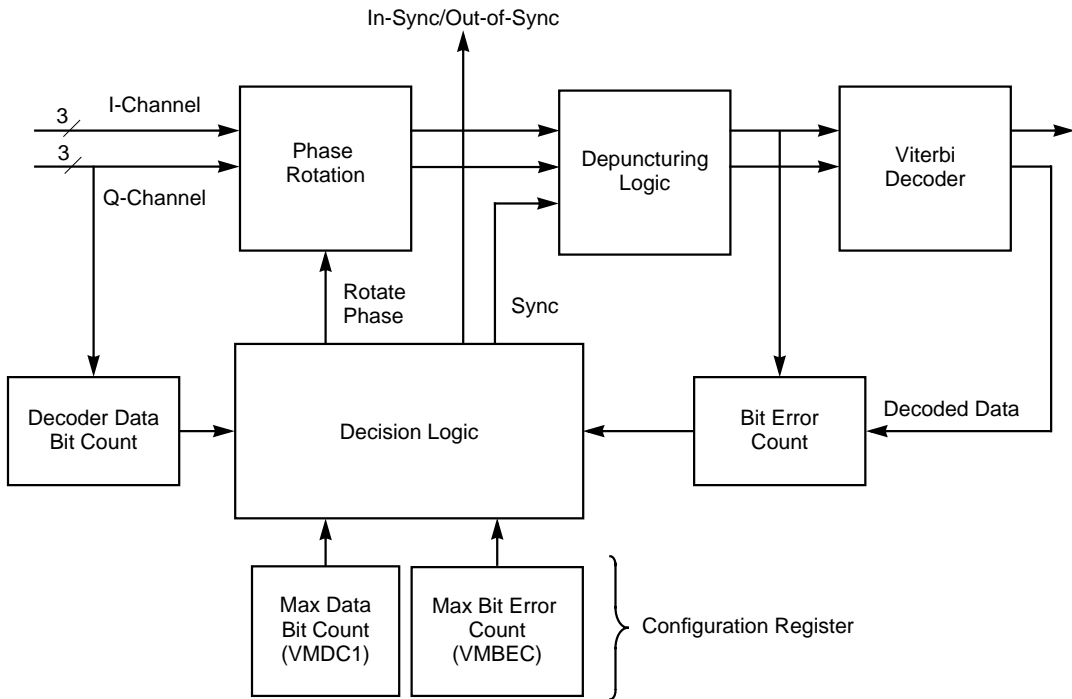 In-Sync/Out-of-Sync
3
I-Channel
3
Q-Channel
Phase
Rotation
Depuncturing
Logic
Viterbi
Decoder
Rotate
Phase
Sync
Decoder Data
Bit Count
Decision Logic
Bit Error
Count
Decoded Data
Max Data
Bit Count
(VMDC1)
Max Bit Error
Count
(VMBEC)
Configuration Register